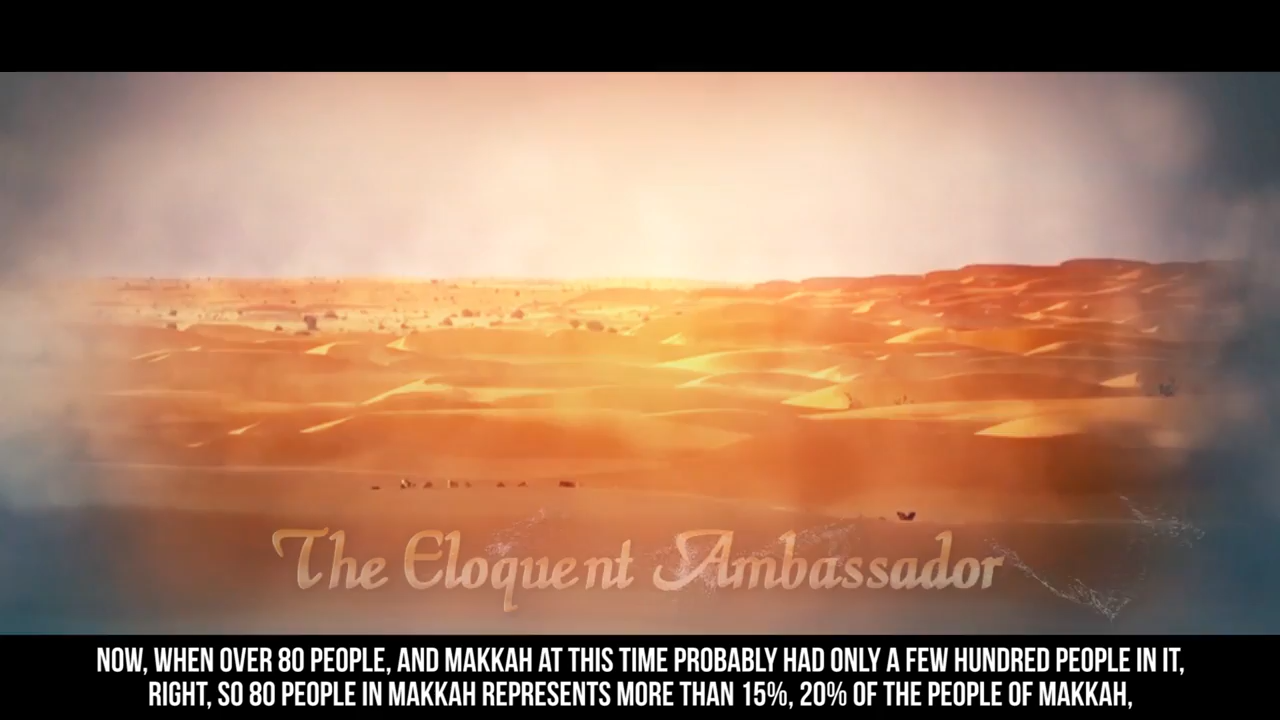 The Eloquent Ambassador
NOW, WHEN OVER 80 PEOPLE, AND MAKKAH AT THIS TIME PROBABLY HAD ONLY A FEW HUNDRED PEOPLE IN IT,
RIGHT, SO 80 PEOPLE IN MAKKAH REPRESENTS MORE THAN 15%, 20% OF THE PEOPLE OF MAKKAH,